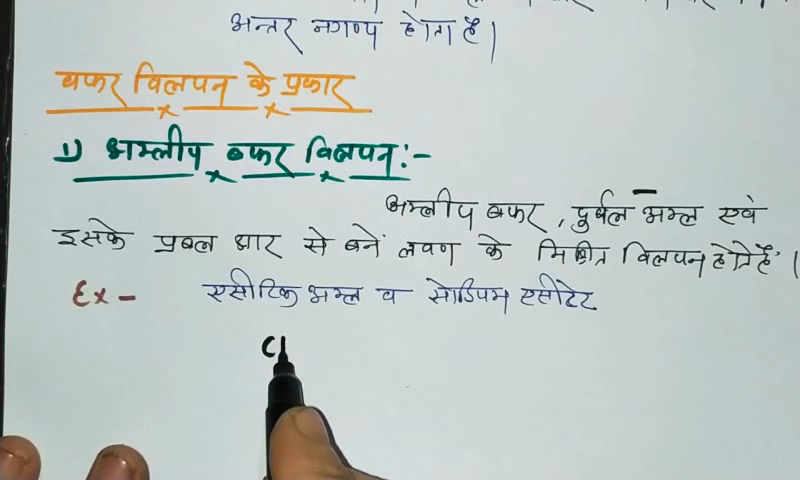 अन्तर नगण्य होता है।
बफर विलयन के प्रकार
1) अम्लीय बफर विलयन :-
अम्लीय बफर, दुर्बल अम्ल एवं
इसके प्रबल क्षार से बनें लवण के मिश्रित विलयन होते हैं।
Ex - एसीटिक अम्ल व सोडियम एसीटेट
CH